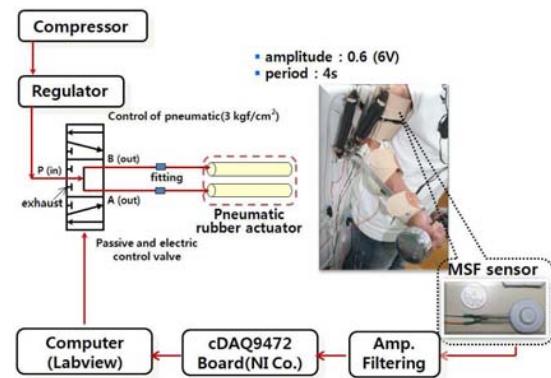 Compressor
▪ amplitude : 0.6 (6V)
▪ period : 4s
Regulator
Control of pneumatic(3 kgf/cm²)
B (out)
P (in)
fitting
exhaust
A (out)
Pneumatic
rubber actuator
Passive and electric
control valve
MSF sensor
Computer
(Labview)
cDAQ9472
Board(NI Co.)
Amp.
Filtering